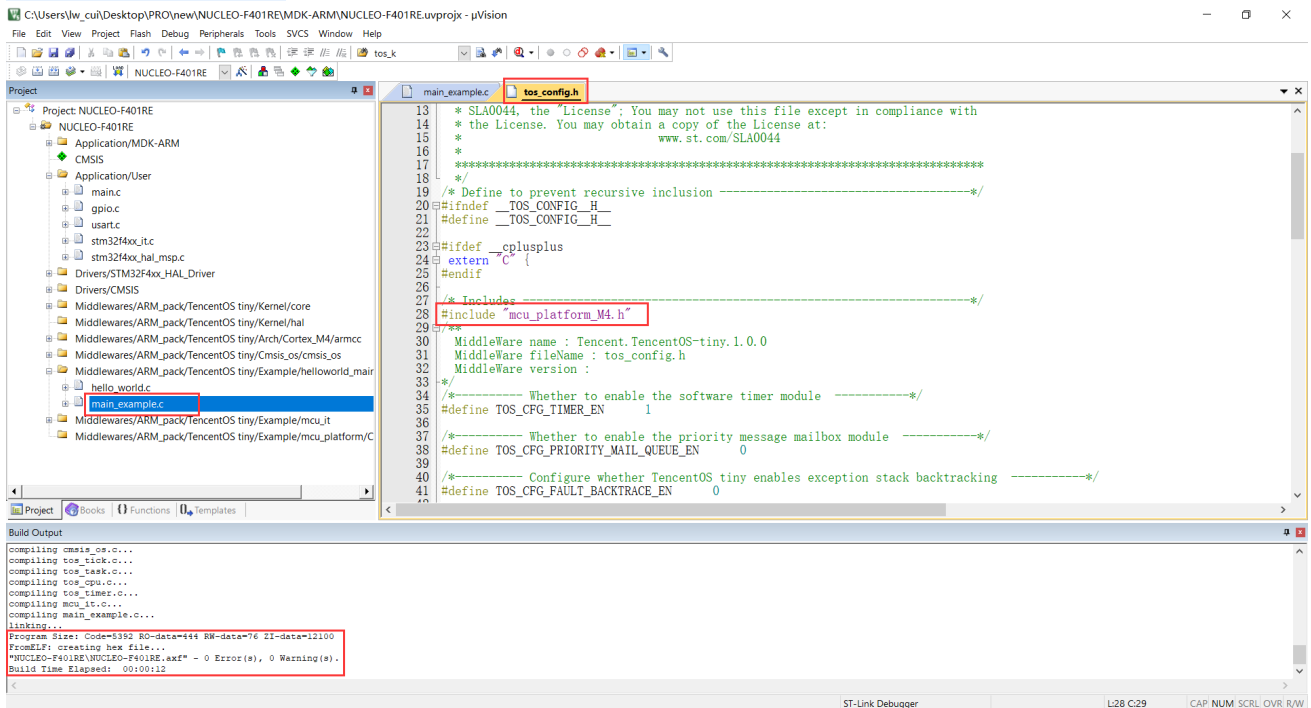 C:\Users\lw_cui\Desktop\PRO\new\NUCLEO-F401RE\MDK-ARM\NUCLEO-F401RE.uvprojx - µVision
File Edit View Project Flash Debug Peripherals Tools SVCS Window Help
tos_k
NUCLEO-F401RE
Project
Project: NUCLEO-F401RE
NUCLEO-F401RE
Application/MDK-ARM
CMSIS
Application/User
main.c
gpio.c
usart.c
stm32f4xx_it.c
stm32f4xx_hal_msp.c
Drivers/STM32F4xx_HAL_Driver
Drivers/CMSIS
Middlewares/ARM_pack/TencentOS tiny/Kernel/core
Middlewares/ARM_pack/TencentOS tiny/Kernel/hal
Middlewares/ARM_pack/TencentOS tiny/Arch/Cortex_M4/armcc
Middlewares/ARM_pack/TencentOS tiny/Cmsis_os/cmsis_os
Middlewares/ARM_pack/TencentOS tiny/Example/helloworld_main
hello_world.c
main_example.c
Middlewares/ARM_pack/TencentOS tiny/Example/mcu_it
Middlewares/ARM_pack/TencentOS tiny/Example/mcu_platform/C
Project Books {} Functions 0 Templates
main_example.c tos_config.h
13 * SLA0044, the "License"; You may not use this file except in compliance with
14 * the License. You may obtain a copy of the License at:
15 * www.st.com/SLA0044
16 *
17 ******************************************************************************
18 */
19 /* Define to prevent recursive inclusion -------------------------------------*/
20 #ifndef __TOS_CONFIG__H__
21 #define __TOS_CONFIG__H__
22
23 #ifdef __cplusplus
24 extern "C" {
25 #endif
26
27 /* Includes ------------------------------------------------------------------*/
28 #include "mcu_platform_M4.h"
29 /**
30 MiddleWare name : Tencent.TencentOS-tiny.1.0.0
31 MiddleWare fileName : tos_config.h
32 MiddleWare version :
33 */
34 /*---------- Whether to enable the software timer module -----------*/
35 #define TOS_CFG_TIMER_EN 1
36
37 /*---------- Whether to enable the priority message mailbox module -----------*/
38 #define TOS_CFG_PRIORITY_MAIL_QUEUE_EN 0
39
40 /*---------- Configure whether TencentOS tiny enables exception stack backtracking -----------*/
41 #define TOS_CFG_FAULT_BACKTRACE_EN 0
Build Output
compiling cmsis_os.c...
compiling tos_tick.c...
compiling tos_task.c...
compiling tos_cpu.c...
compiling tos_timer.c...
compiling mcu_it.c...
compiling main_example.c...
linking...
Program Size: Code=5392 RO-data=444 RW-data=76 ZI-data=12100
FromELF: creating hex file...
"NUCLEO-F401RE\NUCLEO-F401RE.axf" - 0 Error(s), 0 Warning(s).
Build Time Elapsed: 00:00:12
ST-Link Debugger L:28 C:29 CAP NUM SCRL OVR R/W